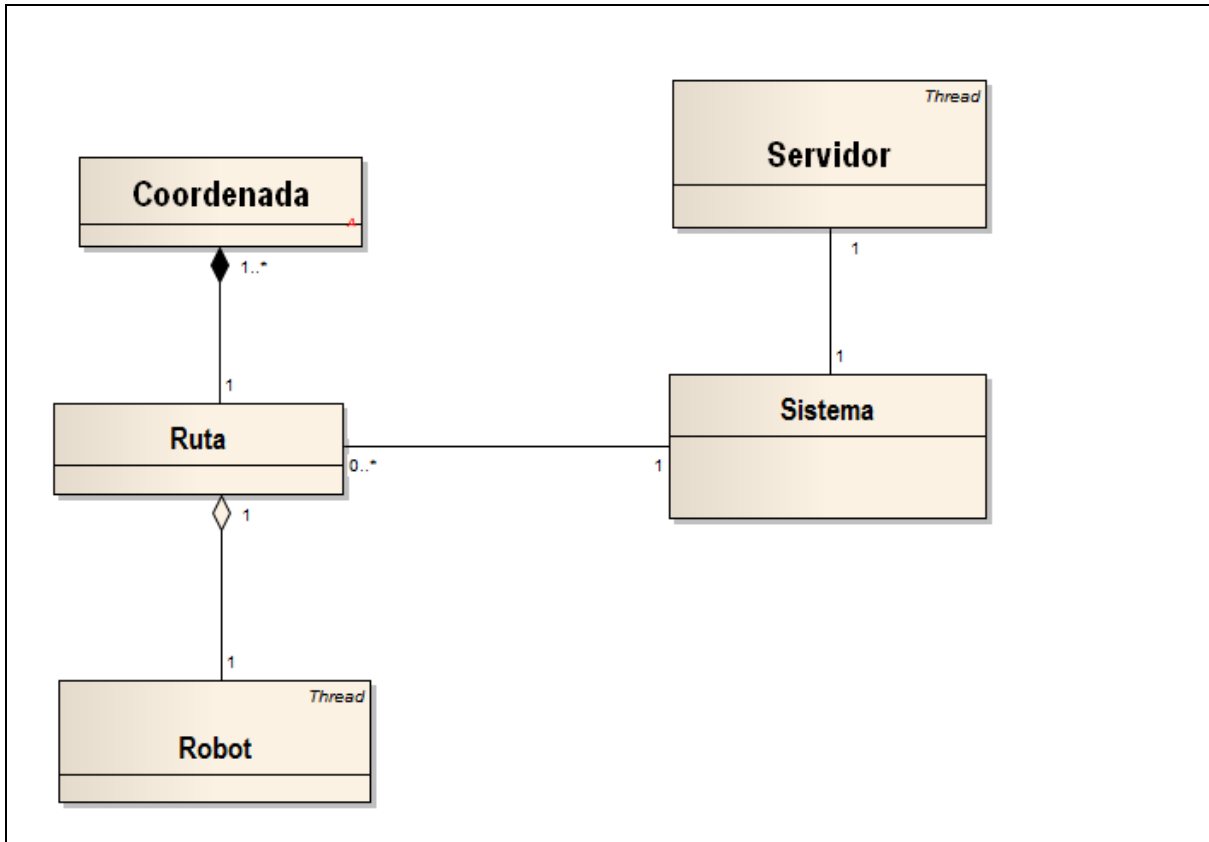 Thread
Servidor
Coordenada
1..*
1
1
1
Ruta
0..*
1
Sistema
1
1
Thread
Robot